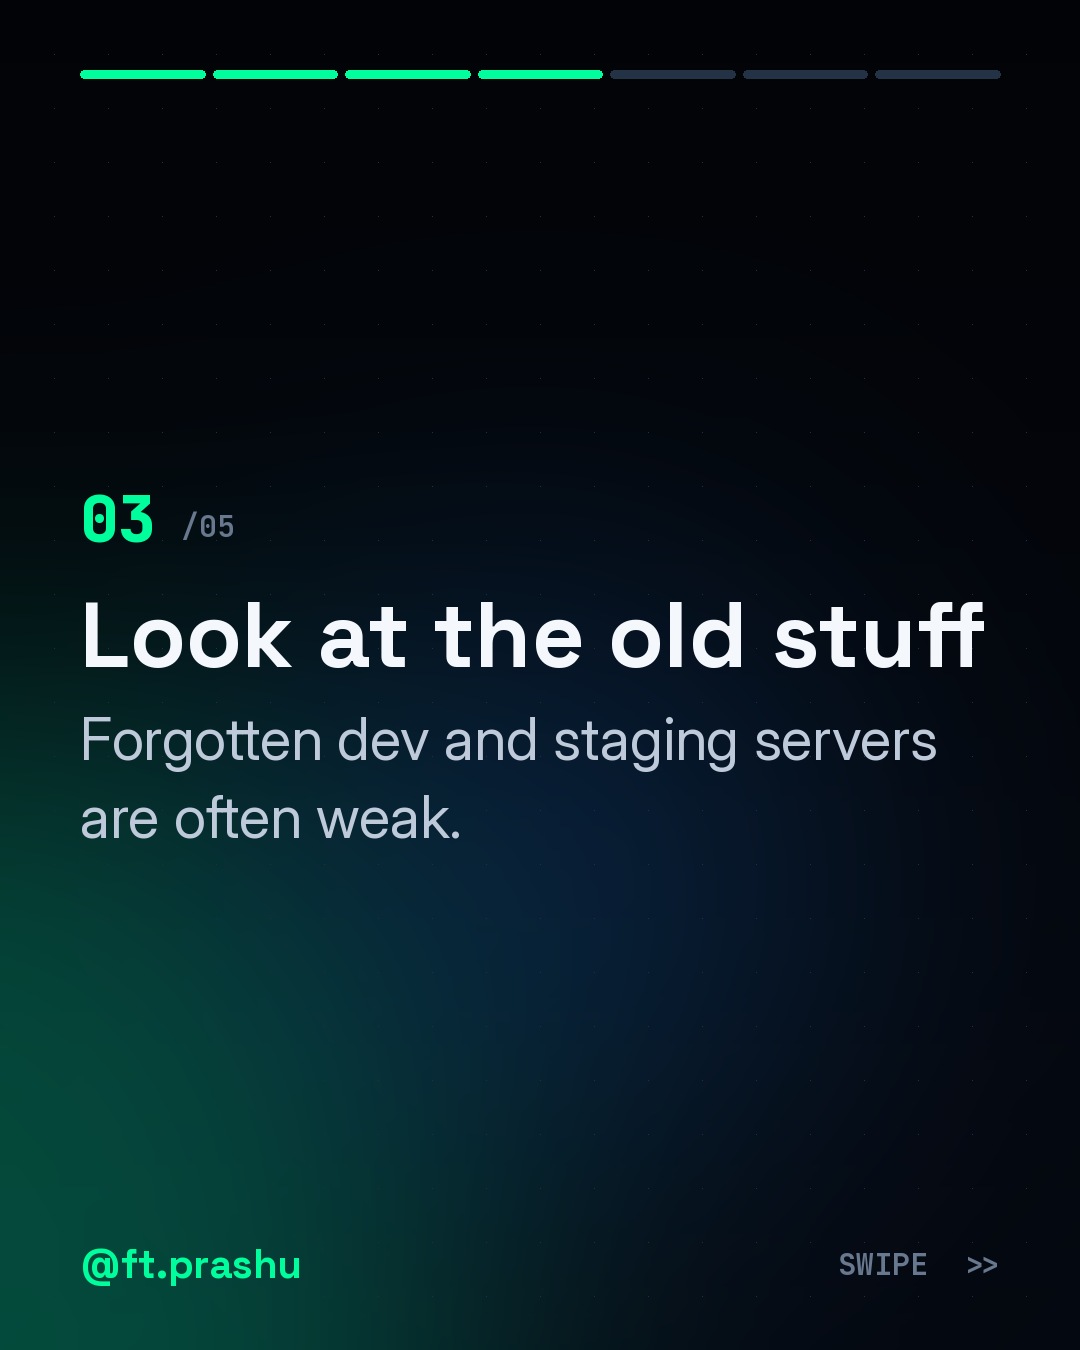 03 /05
Look at the old stuff
Forgotten dev and staging servers
are often weak.
@ft.prashu
SWIPE >>